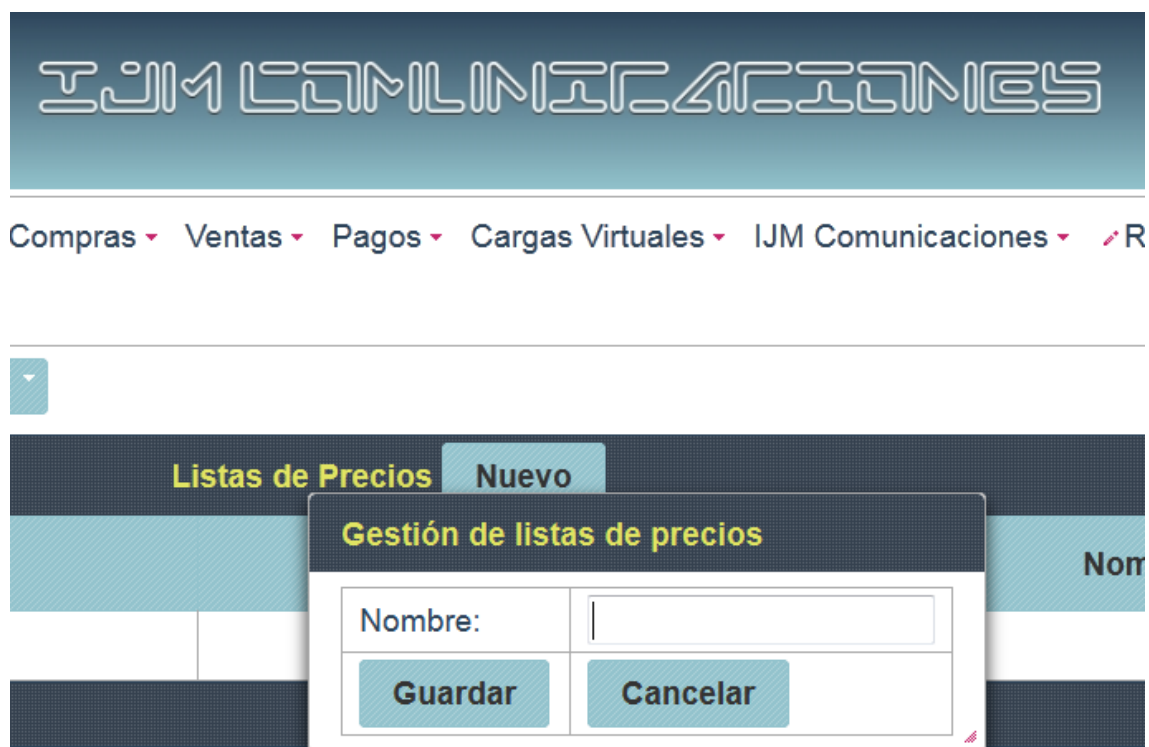 IJM COMUNICACIONES
Compras Ventas Pagos Cargas Virtuales IJM Comunicaciones R
Listas de Precios Nuevo
Gestión de listas de precios
Nom
Nombre:
Guardar Cancelar